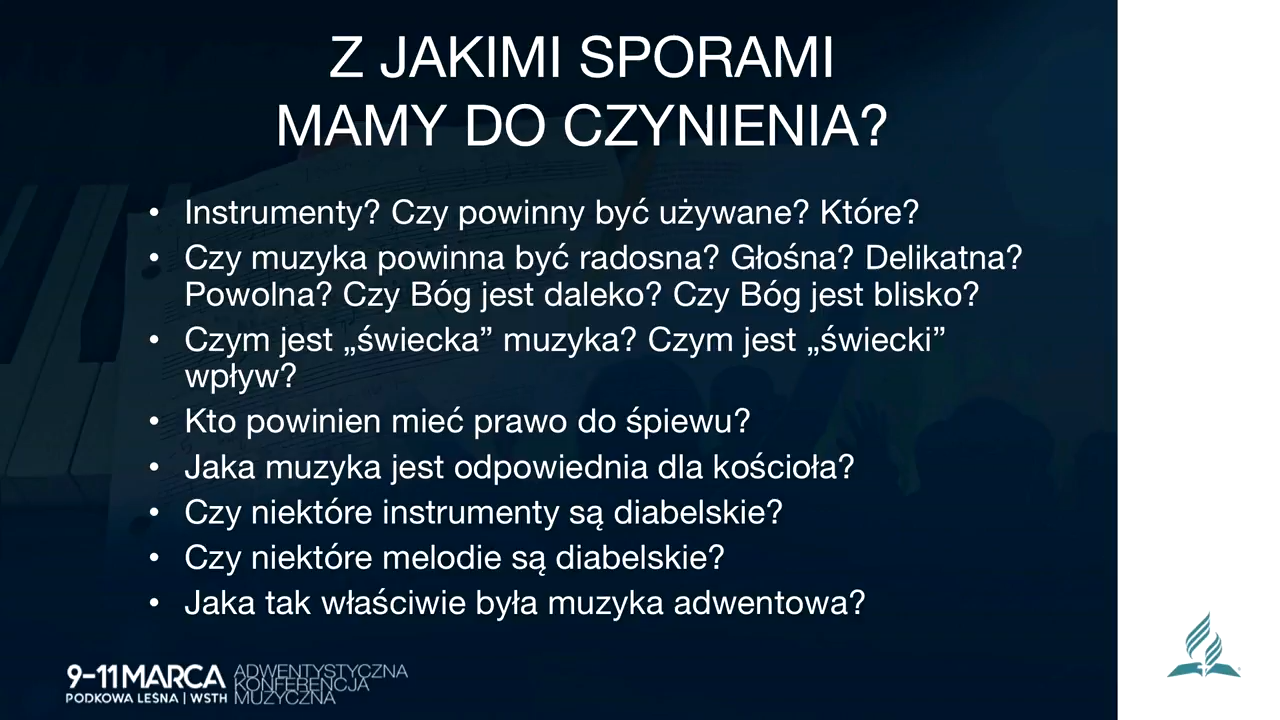 Z JAKIMI SPORAMI
MAMY DO CZYNIENIA?
• Instrumenty? Czy powinny być używane? Które?
• Czy muzyka powinna być radosna? Głośna? Delikatna?
Powolna? Czy Bóg jest daleko? Czy Bóg jest blisko?
• Czym jest „świecka” muzyka? Czym jest „świecki”
wpływ?
• Kto powinien mieć prawo do śpiewu?
• Jaka muzyka jest odpowiednia dla kościoła?
• Czy niektóre instrumenty są diabelskie?
• Czy niektóre melodie są diabelskie?
• Jaka tak właściwie była muzyka adwentowa?
9-11 MARCA
PODKOWA LEŚNA | WSTH
ADWENTYSTYCZNA
KONFERENCJA
MUZYCZNA